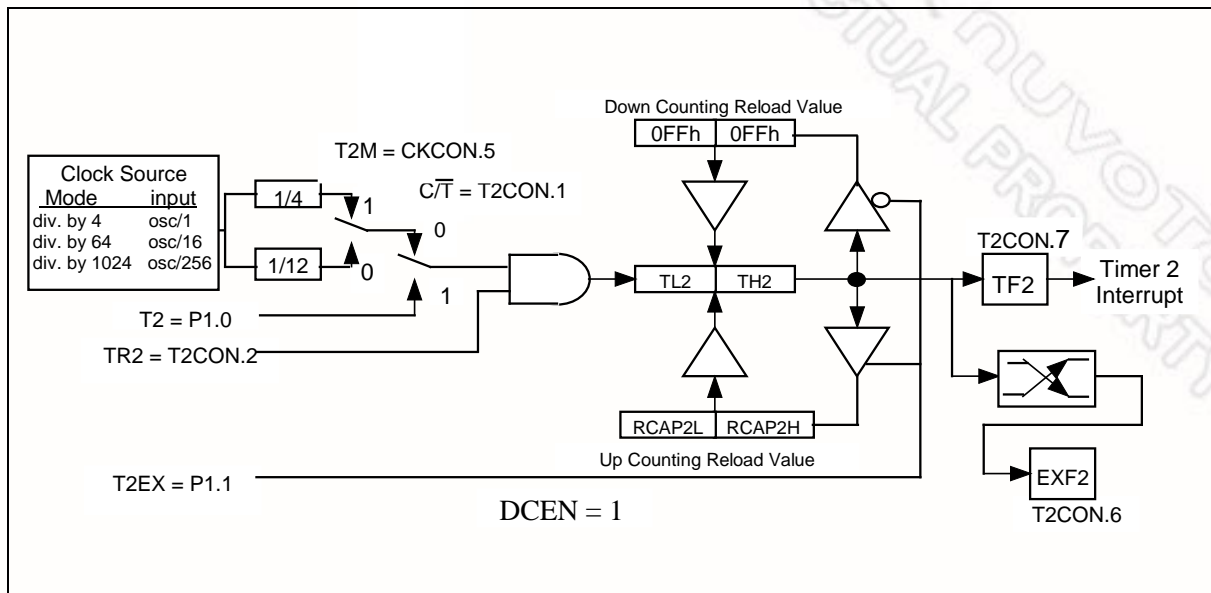 Clock Source
Mode input
div. by 4 osc/1
div. by 64 osc/16
div. by 1024 osc/256
1/4
1/12
T2M = CKCON.5
1
0
C/T̅ = T2CON.1
0
1
T2 = P1.0
TR2 = T2CON.2
T2EX = P1.1
DCEN = 1
Down Counting Reload Value
0FFh 0FFh
TL2 TH2
RCAP2L RCAP2H
Up Counting Reload Value
T2CON.7
TF2
Timer 2
Interrupt
EXF2
T2CON.6
NUVOTO
CTUAL PROPERTY